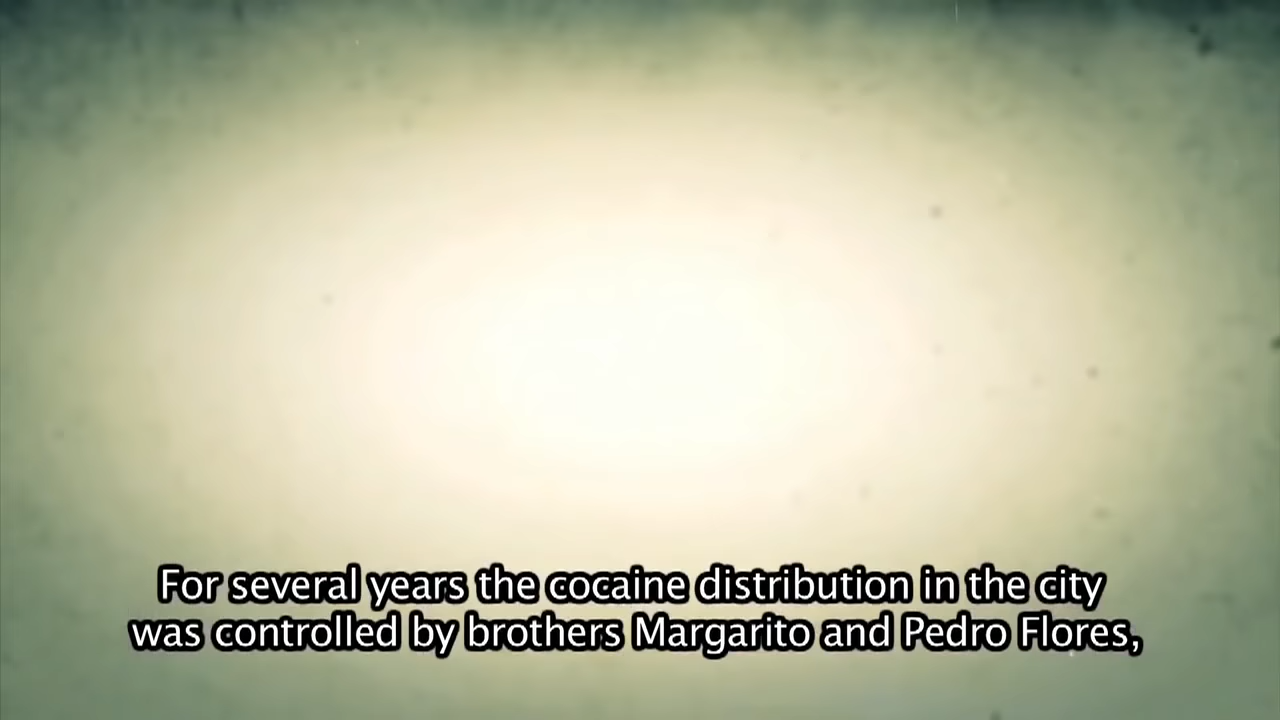 For several years the cocaine distribution in the city
was controlled by brothers Margarito and Pedro Flores,